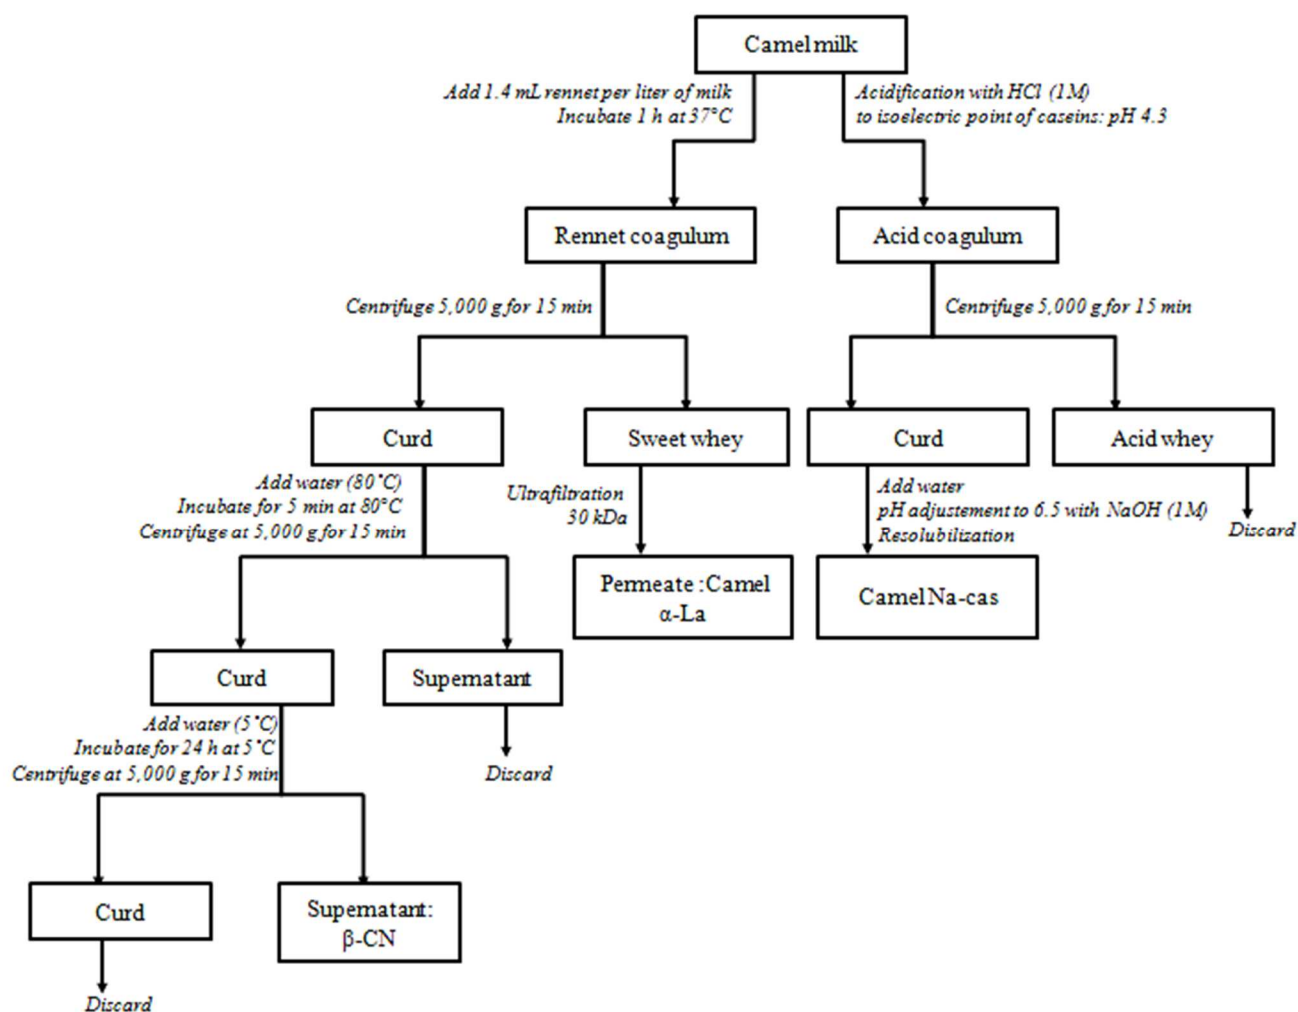 Camel milk
Add 1.4 mL rennet per liter of milk
Incubate 1 h at 37°C
Acidification with HCl (1M)
to isoelectric point of caseins: pH 4.3
Rennet coagulum
Acid coagulum
Centrifuge 5,000 g for 15 min
Centrifuge 5,000 g for 15 min
Curd
Sweet whey
Curd
Acid whey
Add water (80°C)
Incubate for 5 min at 80°C
Centrifuge at 5,000 g for 15 min
Ultrafiltration
30 kDa
Add water
pH adjustement to 6.5 with NaOH (1M)
Resolubilization
Discard
Permeate : Camel
α-La
Camel Na-cas
Curd
Supernatant
Add water (5°C)
Incubate for 24 h at 5°C
Centrifuge at 5,000 g for 15 min
Discard
Curd
Supernatant:
β-CN
Discard